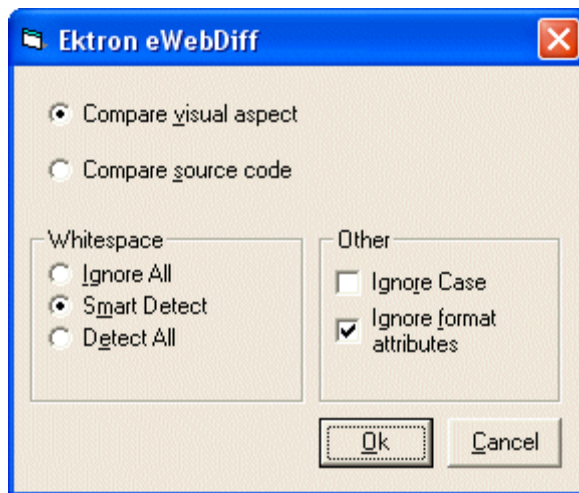 Ektron eWebDiff
Compare visual aspect
Compare source code
Whitespace
Ignore All
Smart Detect
Detect All
Other
Ignore Case
Ignore format
attributes
Ok
Cancel